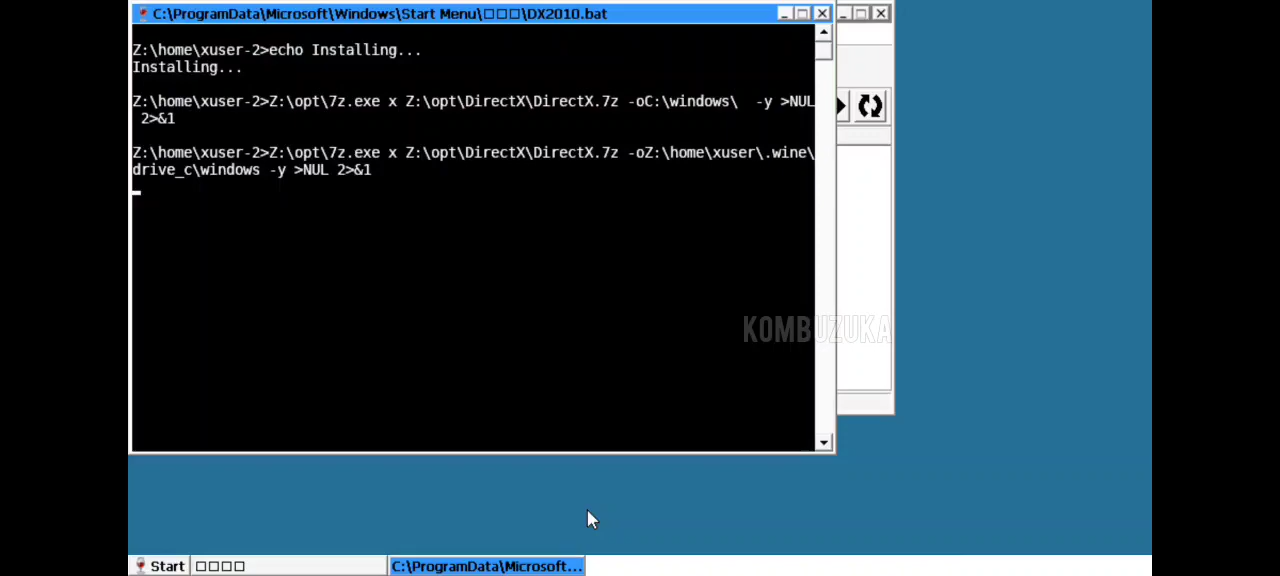 C:\ProgramData\Microsoft\Windows\Start Menu\□□□\DX2010.bat
Z:\home\xuser-2>echo Installing...
Installing...
Z:\home\xuser-2>Z:\opt\7z.exe x Z:\opt\DirectX\DirectX.7z -oC:\windows\  -y >NUL
 2>&1
Z:\home\xuser-2>Z:\opt\7z.exe x Z:\opt\DirectX\DirectX.7z -oZ:\home\xuser\.wine\
drive_c\windows -y >NUL 2>&1
KOMBUZUKA
Start
□□□□
C:\ProgramData\Microsoft...